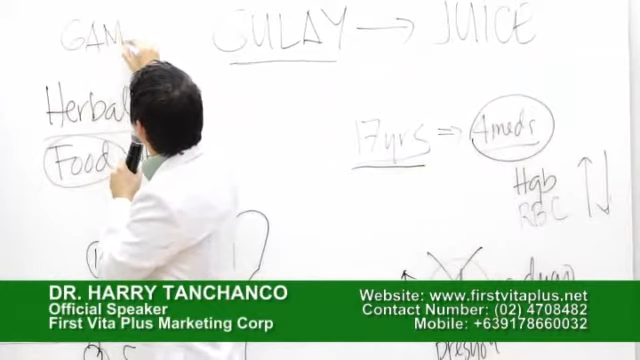 GAM
GULAY → JUICE
Herbal
Food
17yrs ⇒ 4meds
Hgb
RBC
DR. HARRY TANCHANCO
Official Speaker
First Vita Plus Marketing Corp
Website: www.firstvitaplus.net
Contact Number: (02) 4708482
Mobile: +639178660032